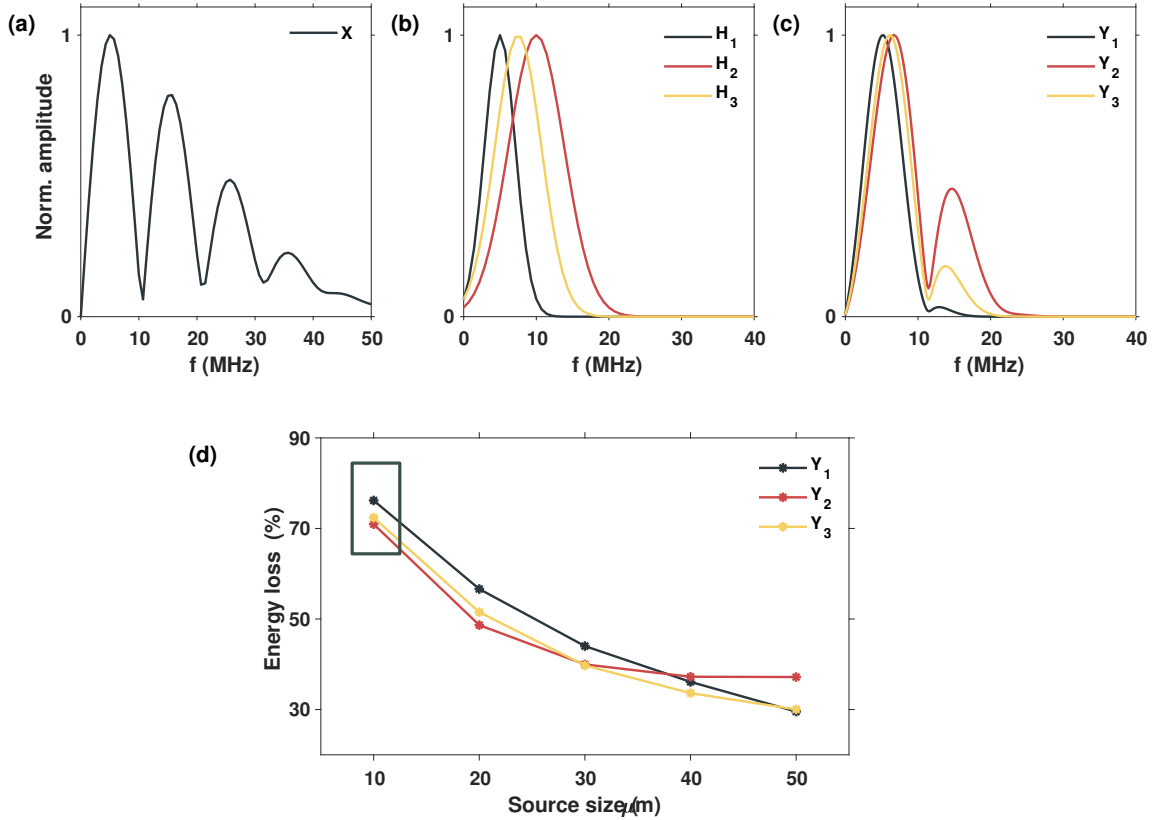 (a)
Norm. amplitude
1
0
X
0 10 20 30 40 50
f (MHz)
(b)
1
0
H1
H2
H3
0 10 20 30 40
f (MHz)
(c)
1
0
Y1
Y2
Y3
0 10 20 30 40
f (MHz)
(d)
Energy loss (%)
90
70
50
30
Y1
Y2
Y3
10 20 30 40 50
Source size μ(m)